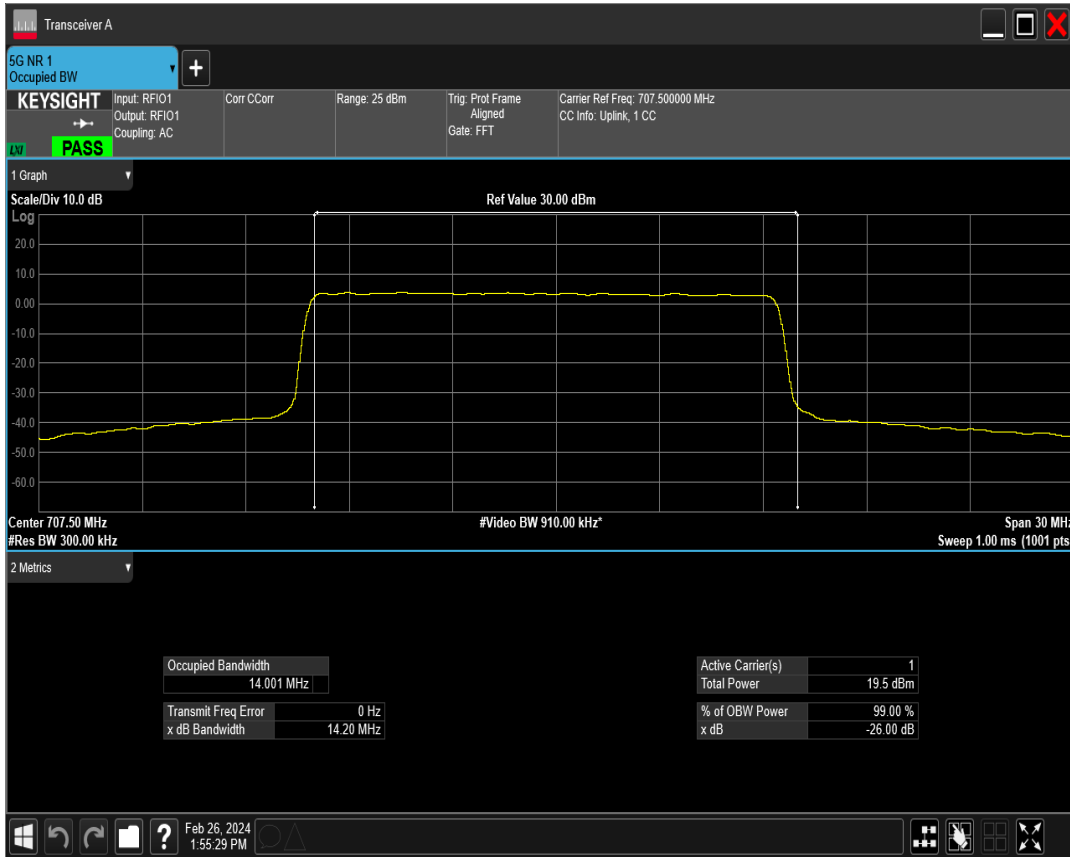 Transceiver A
5G NR 1
Occupied BW
KEYSIGHT
LXI
PASS
Input: RFIO1
Output: RFIO1
Coupling: AC
Corr CCorr
Range: 25 dBm
Trig: Prot Frame
Aligned
Gate: FFT
Carrier Ref Freq: 707.500000 MHz
CC Info: Uplink, 1 CC
1 Graph
Scale/Div 10.0 dB
Ref Value 30.00 dBm
Log
20.0
10.0
0.00
-10.0
-20.0
-30.0
-40.0
-50.0
-60.0
Center 707.50 MHz
#Video BW 910.00 kHz*
Span 30 MHz
#Res BW 300.00 kHz
Sweep 1.00 ms (1001 pts
2 Metrics
Occupied Bandwidth
14.001 MHz
Transmit Freq Error 0 Hz
x dB Bandwidth 14.20 MHz
Active Carrier(s) 1
Total Power 19.5 dBm
% of OBW Power 99.00 %
x dB -26.00 dB
?
Feb 26, 2024
1:55:29 PM